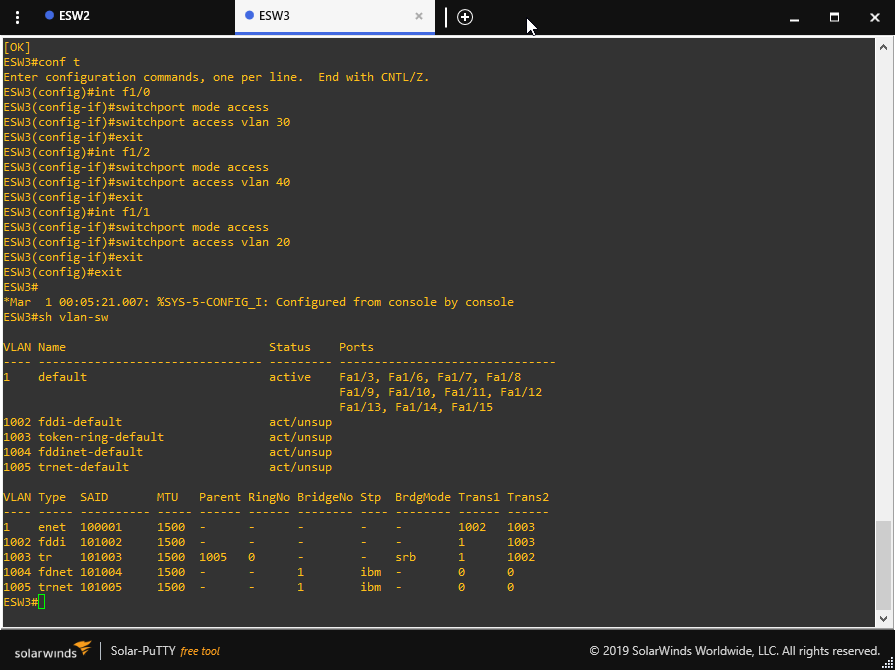 ESW2 ESW3
[OK]
ESW3#conf t
Enter configuration commands, one per line.  End with CNTL/Z.
ESW3(config)#int f1/0
ESW3(config-if)#switchport mode access
ESW3(config-if)#switchport access vlan 30
ESW3(config-if)#exit
ESW3(config)#int f1/2
ESW3(config-if)#switchport mode access
ESW3(config-if)#switchport access vlan 40
ESW3(config-if)#exit
ESW3(config)#int f1/1
ESW3(config-if)#switchport mode access
ESW3(config-if)#switchport access vlan 20
ESW3(config-if)#exit
ESW3(config)#exit
ESW3#
*Mar  1 00:05:21.007: %SYS-5-CONFIG_I: Configured from console by console
ESW3#sh vlan-sw
VLAN Name                             Status    Ports
---- -------------------------------- --------- -------------------------------
1    default                          active    Fa1/3, Fa1/6, Fa1/7, Fa1/8
                                                Fa1/9, Fa1/10, Fa1/11, Fa1/12
                                                Fa1/13, Fa1/14, Fa1/15
1002 fddi-default                     act/unsup
1003 token-ring-default               act/unsup
1004 fddinet-default                  act/unsup
1005 trnet-default                    act/unsup
VLAN Type  SAID       MTU   Parent RingNo BridgeNo Stp  BrdgMode Trans1 Trans2
---- ----- ---------- ----- ------ ------ -------- ---- -------- ------ ------
1    enet  100001     1500  -      -      -        -    -        1002   1003
1002 fddi  101002     1500  -      -      -        -    -        1      1003
1003 tr    101003     1500  1005   0      -        -    srb      1      1002
1004 fdnet 101004     1500  -      -      1        ibm  -        0      0
1005 trnet 101005     1500  -      -      1        ibm  -        0      0
ESW3#
solarwinds Solar-PuTTY free tool © 2019 SolarWinds Worldwide, LLC. All rights reserved.